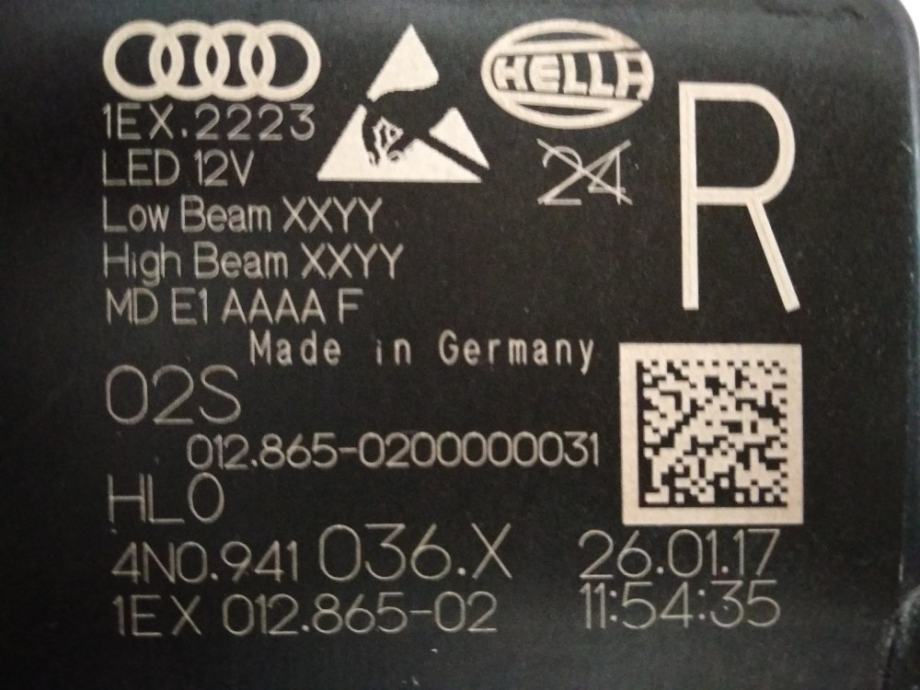 HELLA
1EX.2223
LED 12V
24
R
Low Beam XXYY
High Beam XXYY
MD E1 AAAA F
Made in Germany
02S
012.865-0200000031
HL0
4N0.941 036.X
26.01.17
1EX 012.865-02
11:54:35